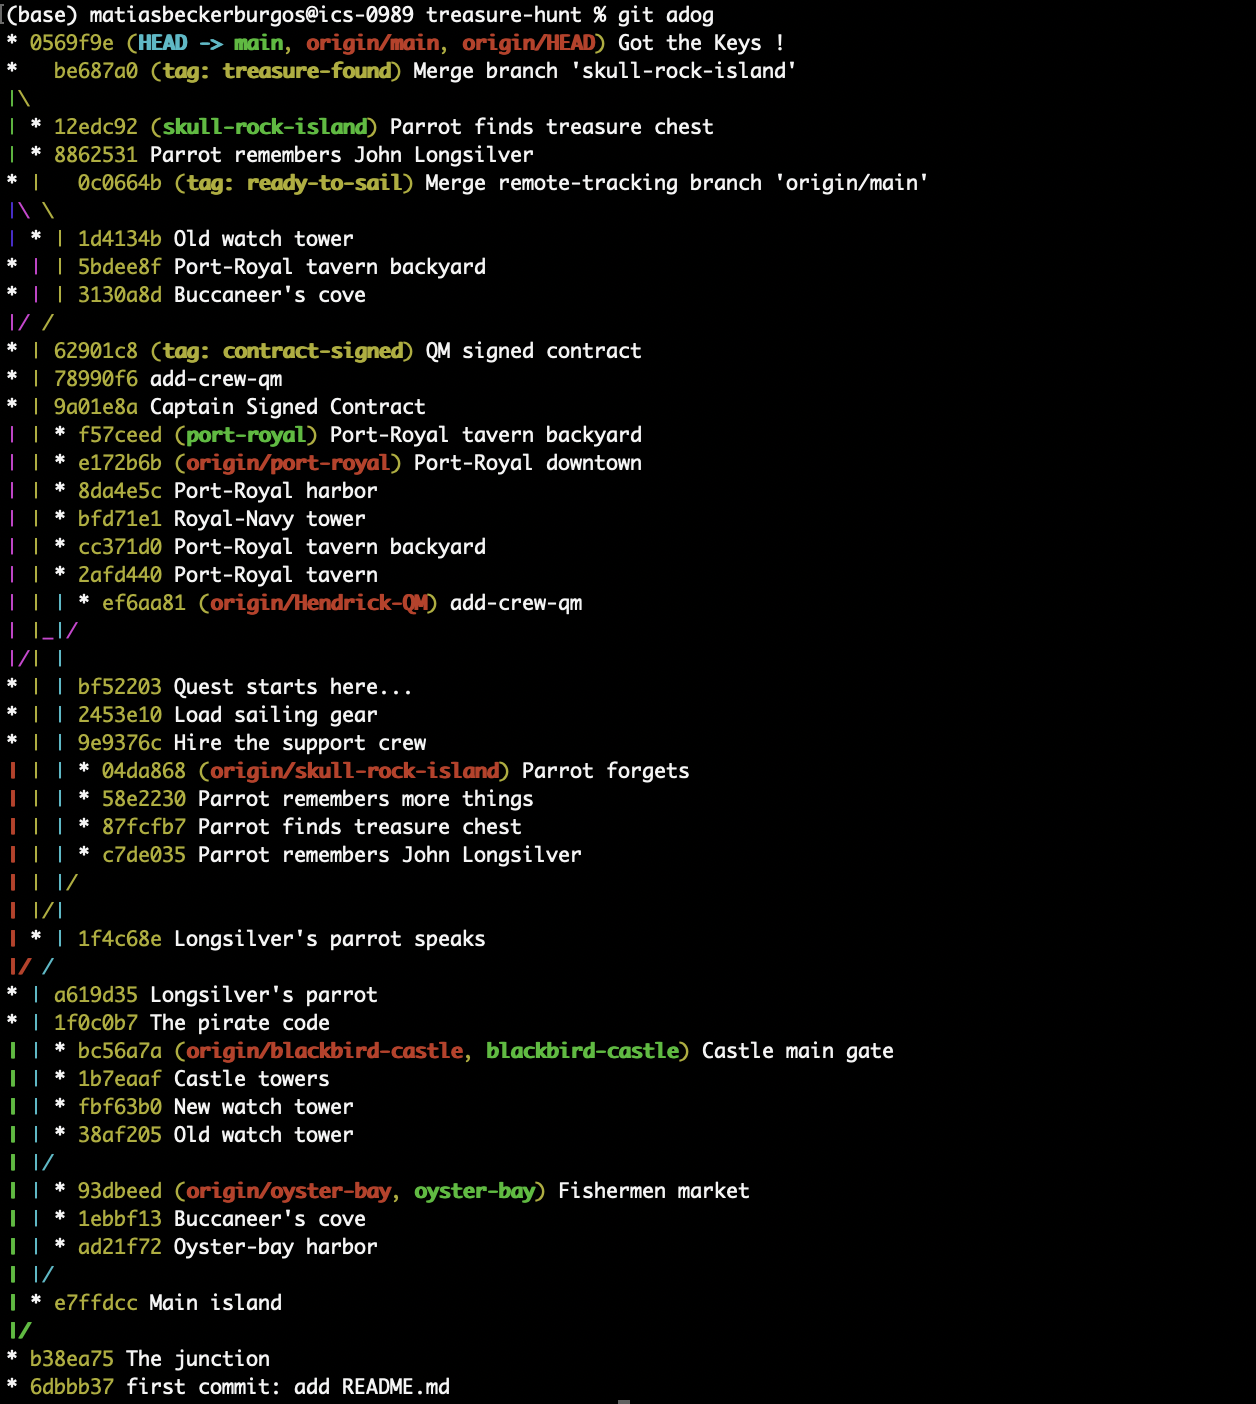 (base) matiasbeckerburgos@ics-0989 treasure-hunt % git adog
* 0569f9e (HEAD -> main, origin/main, origin/HEAD) Got the Keys !
*   be687a0 (tag: treasure-found) Merge branch 'skull-rock-island'
|\
| * 12edc92 (skull-rock-island) Parrot finds treasure chest
| * 8862531 Parrot remembers John Longsilver
* |   0c0664b (tag: ready-to-sail) Merge remote-tracking branch 'origin/main'
|\ \
| * | 1d4134b Old watch tower
* | | 5bdee8f Port-Royal tavern backyard
* | | 3130a8d Buccaneer's cove
|/ /
* | 62901c8 (tag: contract-signed) QM signed contract
* | 78990f6 add-crew-qm
* | 9a01e8a Captain Signed Contract
| | * f57ceed (port-royal) Port-Royal tavern backyard
| | * e172b6b (origin/port-royal) Port-Royal downtown
| | * 8da4e5c Port-Royal harbor
| | * bfd71e1 Royal-Navy tower
| | * cc371d0 Port-Royal tavern backyard
| | * 2afd440 Port-Royal tavern
| | | * ef6aa81 (origin/Hendrick-QM) add-crew-qm
| |_|/
|/| |
* | | bf52203 Quest starts here...
* | | 2453e10 Load sailing gear
* | | 9e9376c Hire the support crew
| | | * 04da868 (origin/skull-rock-island) Parrot forgets
| | | * 58e2230 Parrot remembers more things
| | | * 87fcfb7 Parrot finds treasure chest
| | | * c7de035 Parrot remembers John Longsilver
| | |/
| |/|
| * | 1f4c68e Longsilver's parrot speaks
|/ /
* | a619d35 Longsilver's parrot
* | 1f0c0b7 The pirate code
| | * bc56a7a (origin/blackbird-castle, blackbird-castle) Castle main gate
| | * 1b7eaaf Castle towers
| | * fbf63b0 New watch tower
| | * 38af205 Old watch tower
| |/
| | * 93dbeed (origin/oyster-bay, oyster-bay) Fishermen market
| | * 1ebbf13 Buccaneer's cove
| | * ad21f72 Oyster-bay harbor
| |/
| * e7ffdcc Main island
|/
* b38ea75 The junction
* 6dbbb37 first commit: add README.md